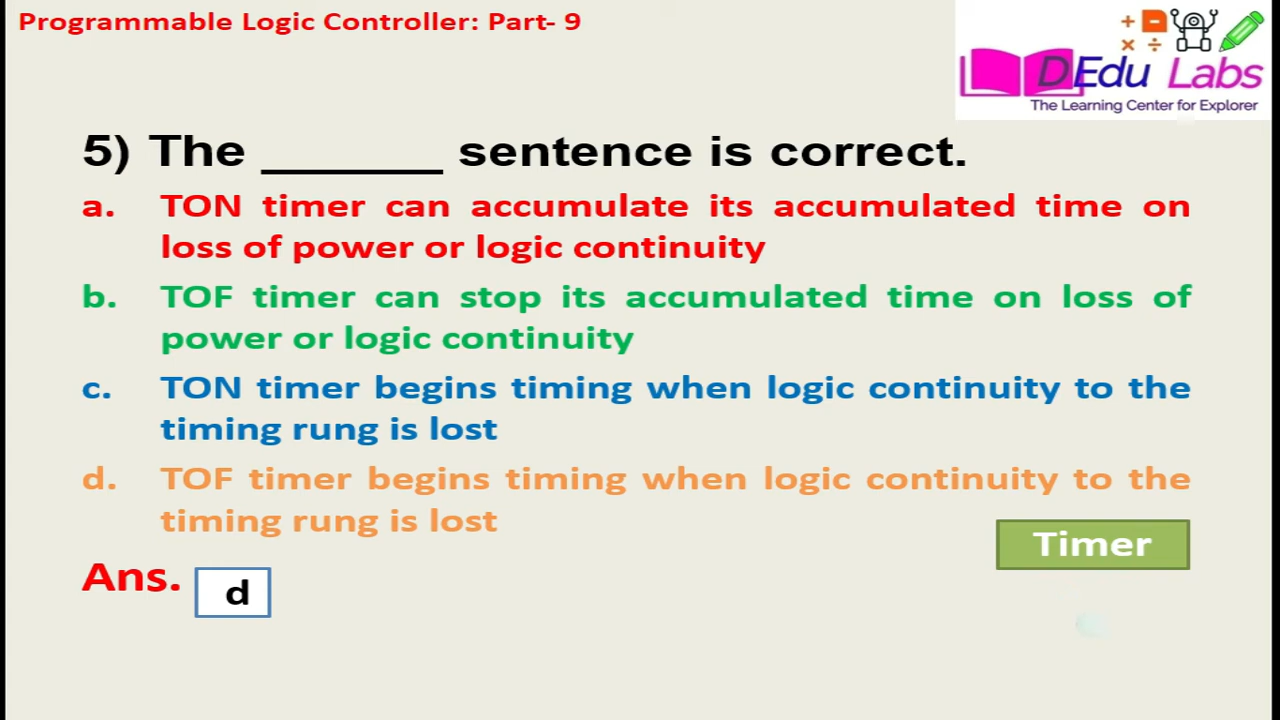 Programmable Logic Controller: Part- 9
DEdu Labs
The Learning Center for Explorer
5) The ______ sentence is correct.
a. TON timer can accumulate its accumulated time on
loss of power or logic continuity
b. TOF timer can stop its accumulated time on loss of
power or logic continuity
c. TON timer begins timing when logic continuity to the
timing rung is lost
d. TOF timer begins timing when logic continuity to the
timing rung is lost
Timer
Ans. d